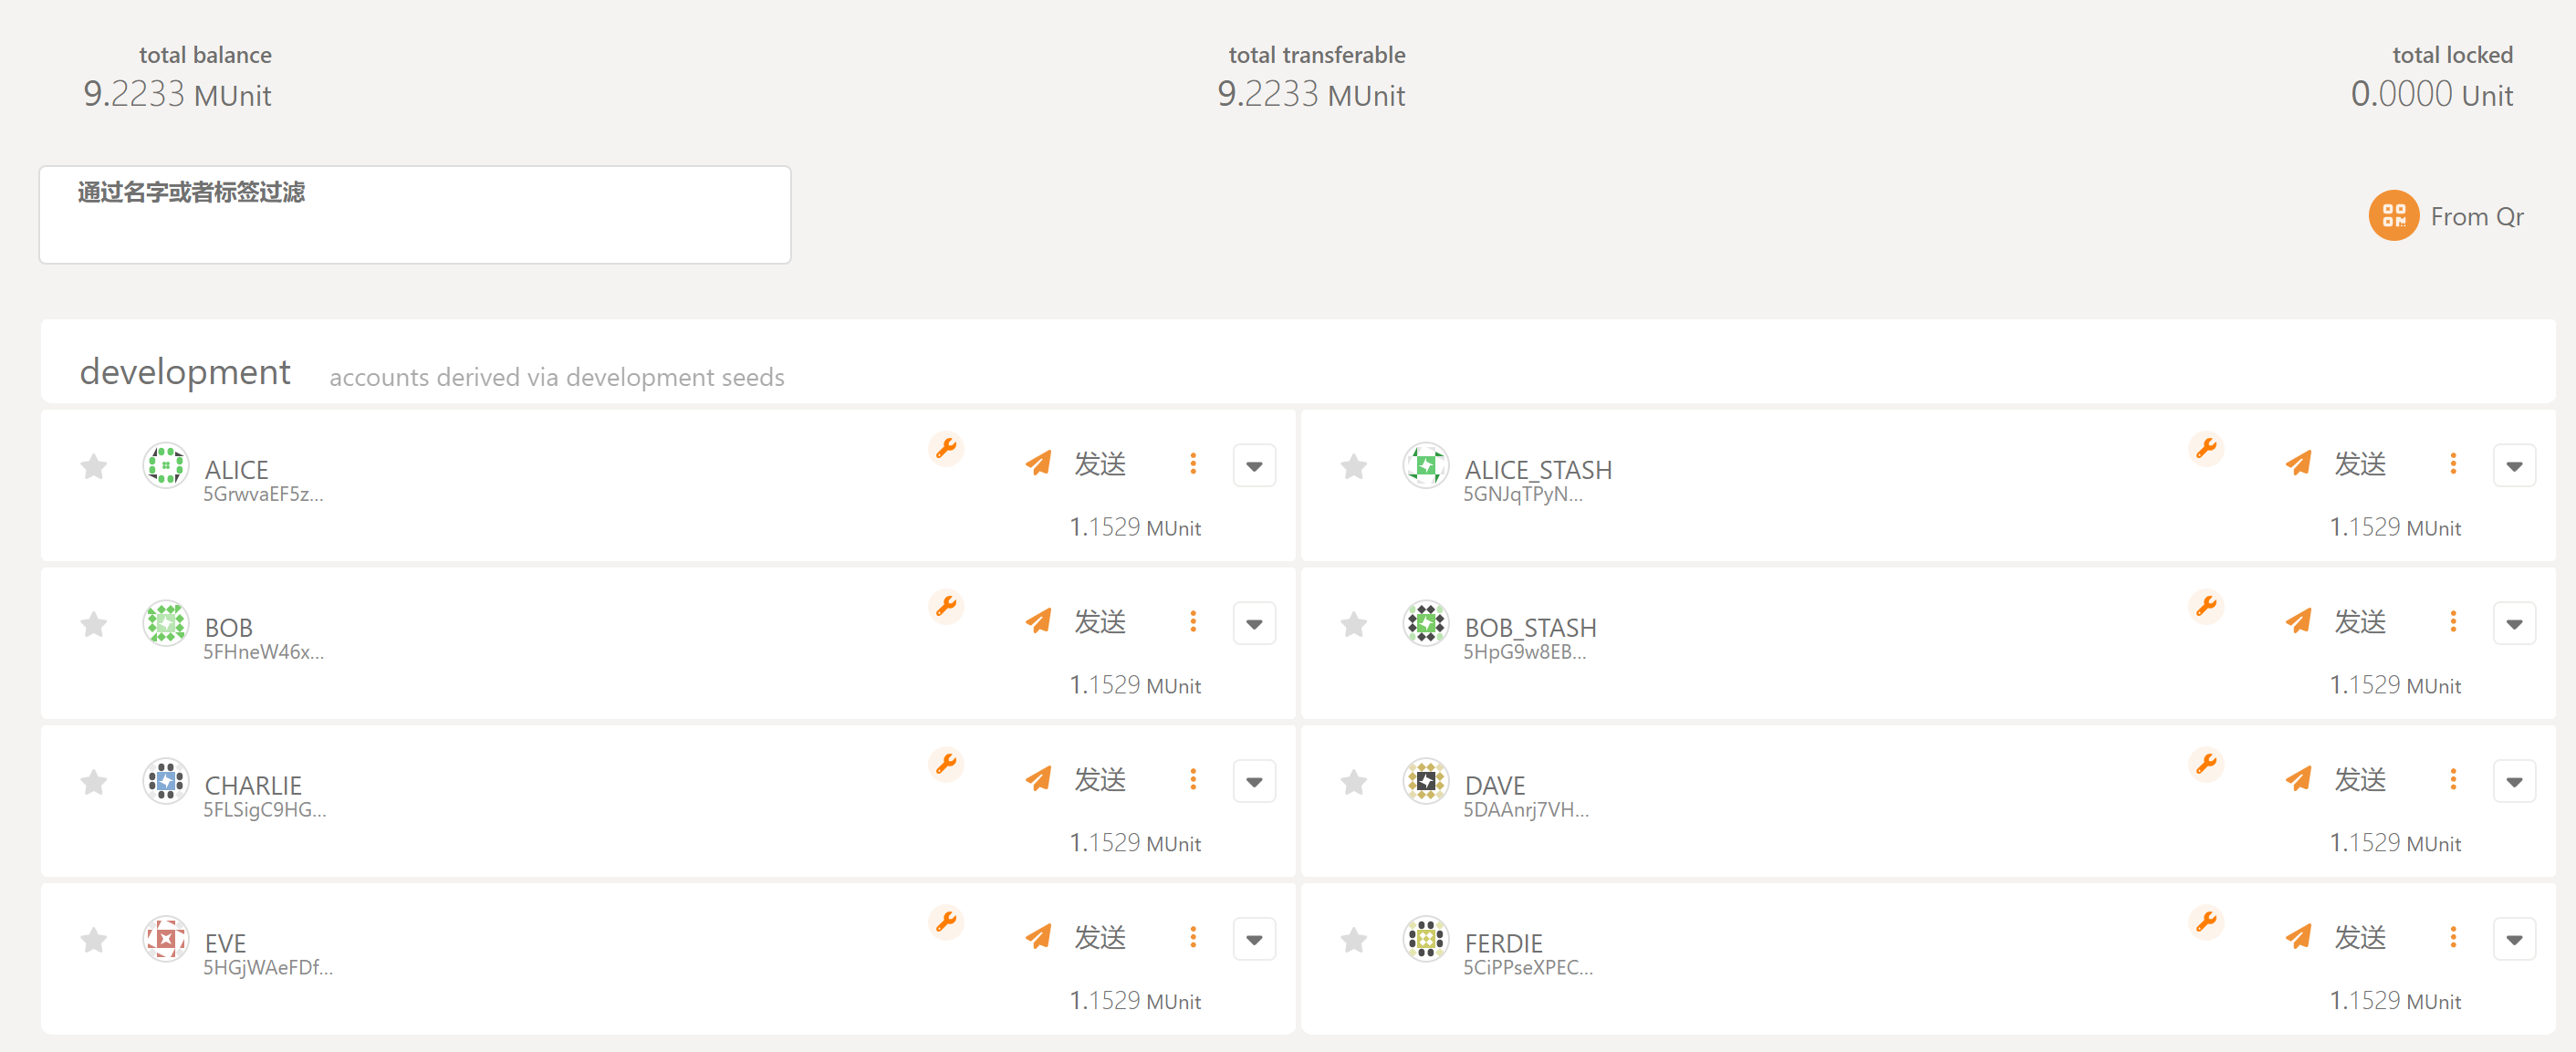 total balance
9.2233 MUnit
total transferable
9.2233 MUnit
total locked
0.0000 Unit
通过名字或者标签过滤
From Qr
development accounts derived via development seeds
ALICE
5GrwvaEF5z...
发送
1.1529 MUnit
ALICE_STASH
5GNJqTPyN...
发送
1.1529 MUnit
BOB
5FHneW46x...
发送
1.1529 MUnit
BOB_STASH
5HpG9w8EB...
发送
1.1529 MUnit
CHARLIE
5FLSigC9HG...
发送
1.1529 MUnit
DAVE
5DAAnrj7VH...
发送
1.1529 MUnit
EVE
5HGjWAeFDf...
发送
1.1529 MUnit
FERDIE
5CiPPseXPEC...
发送
1.1529 MUnit